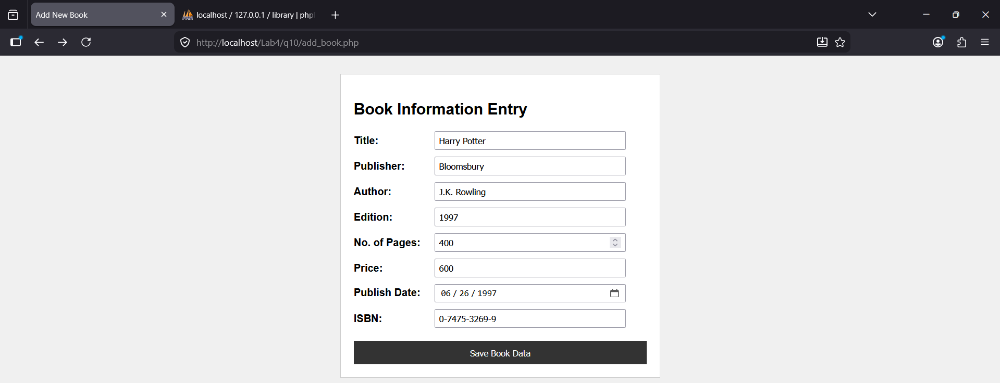 Add New Book
localhost / 127.0.0.1 / library | php
http://localhost/Lab4/q10/add_book.php
Book Information Entry
Title: Harry Potter
Publisher: Bloomsbury
Author: J.K. Rowling
Edition: 1997
No. of Pages: 400
Price: 600
Publish Date: 06 / 26 / 1997
ISBN: 0-7475-3269-9
Save Book Data